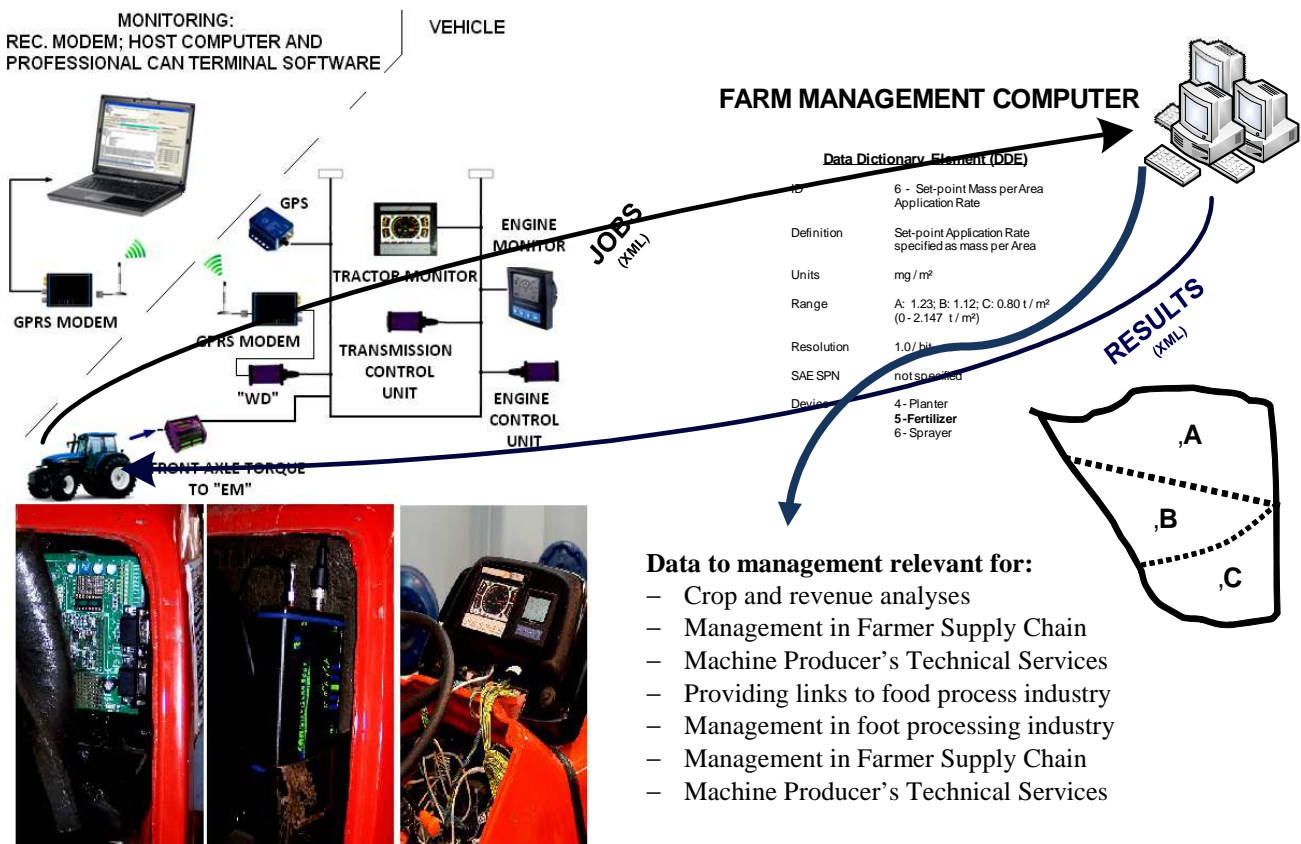 MONITORING:
REC. MODEM; HOST COMPUTER AND
PROFESSIONAL CAN TERMINAL SOFTWARE
VEHICLE
FARM MANAGEMENT COMPUTER
GPS
ENGINE
MONITOR
TRACTOR MONITOR
GPRS MODEM
GPRS MODEM
TRANSMISSION
CONTROL
UNIT
"WD"
ENGINE
CONTROL
UNIT
FRONT AXLE TORQUE
TO "EM"
JOBS
(XML)
Data Dictionary Element (DDE)
ID 6 - Set-point Mass per Area
Application Rate
Definition Set-point Application Rate
specified as mass per Area
Units mg / m²
Range A: 1.23; B: 1.12; C: 0.80 t / m²
(0 - 2.147 t / m²)
Resolution 1.0 / bit
SAE SPN not specified
Device 4 - Planter
5-Fertilizer
6 - Sprayer
RESULTS
(XML)
,A
,B
,C
Data to management relevant for:
– Crop and revenue analyses
– Management in Farmer Supply Chain
– Machine Producer's Technical Services
– Providing links to food process industry
– Management in foot processing industry
– Management in Farmer Supply Chain
– Machine Producer's Technical Services